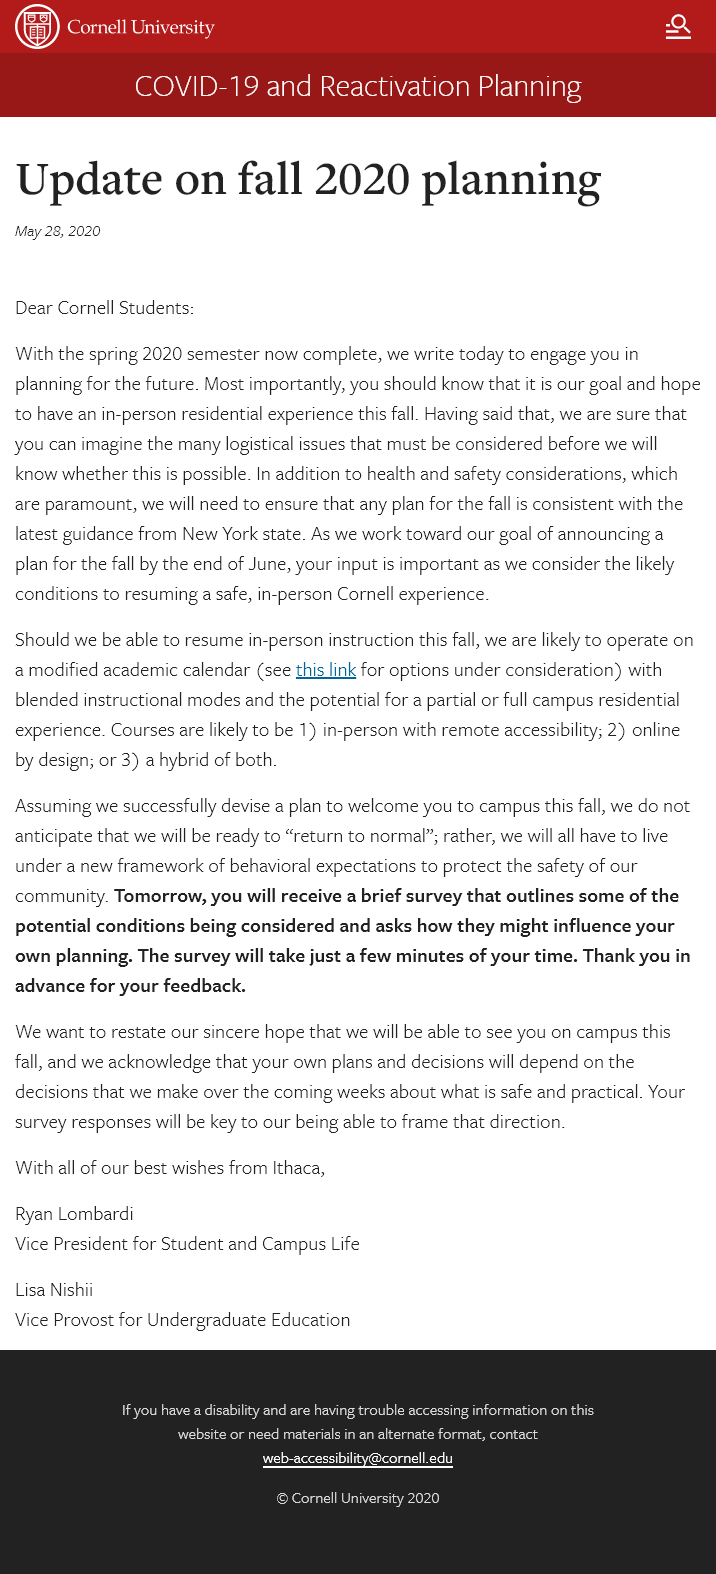 Cornell University
COVID-19 and Reactivation Planning
Update on fall 2020 planning
May 28, 2020
Dear Cornell Students:
With the spring 2020 semester now complete, we write today to engage you in
planning for the future. Most importantly, you should know that it is our goal and hope
to have an in-person residential experience this fall. Having said that, we are sure that
you can imagine the many logistical issues that must be considered before we will
know whether this is possible. In addition to health and safety considerations, which
are paramount, we will need to ensure that any plan for the fall is consistent with the
latest guidance from New York state. As we work toward our goal of announcing a
plan for the fall by the end of June, your input is important as we consider the likely
conditions to resuming a safe, in-person Cornell experience.
Should we be able to resume in-person instruction this fall, we are likely to operate on
a modified academic calendar (see this link for options under consideration) with
blended instructional modes and the potential for a partial or full campus residential
experience. Courses are likely to be 1) in-person with remote accessibility; 2) online
by design; or 3) a hybrid of both.
Assuming we successfully devise a plan to welcome you to campus this fall, we do not
anticipate that we will be ready to “return to normal”; rather, we will all have to live
under a new framework of behavioral expectations to protect the safety of our
community. Tomorrow, you will receive a brief survey that outlines some of the
potential conditions being considered and asks how they might influence your
own planning. The survey will take just a few minutes of your time. Thank you in
advance for your feedback.
We want to restate our sincere hope that we will be able to see you on campus this
fall, and we acknowledge that your own plans and decisions will depend on the
decisions that we make over the coming weeks about what is safe and practical. Your
survey responses will be key to our being able to frame that direction.
With all of our best wishes from Ithaca,
Ryan Lombardi
Vice President for Student and Campus Life
Lisa Nishii
Vice Provost for Undergraduate Education
If you have a disability and are having trouble accessing information on this
website or need materials in an alternate format, contact
web-accessibility@cornell.edu
© Cornell University 2020